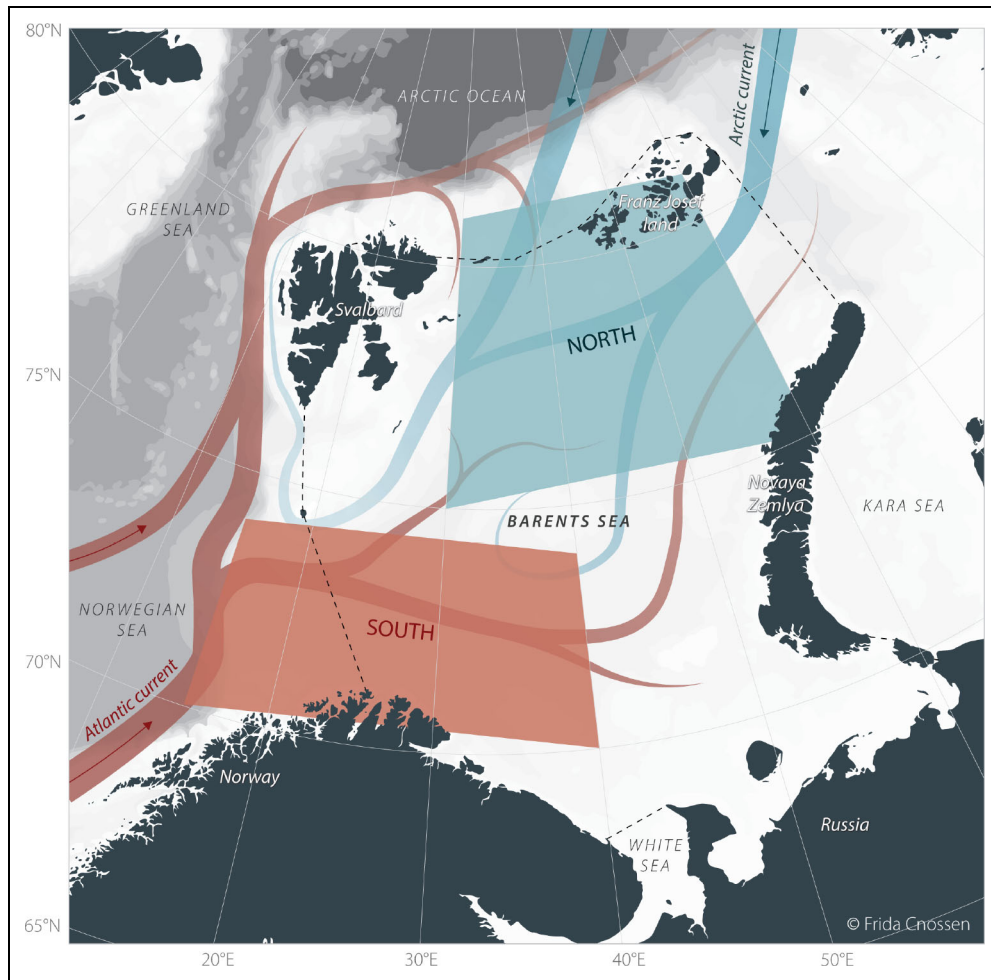 80°N
ARCTIC OCEAN
Arctic current
GREENLAND
SEA
Franz Josef
land
Svalbard
NORTH
75°N
Novaya
Zemlya
KARA SEA
BARENTS SEA
NORWEGIAN
SEA
SOUTH
70°N
Atlantic current
Norway
Russia
WHITE
SEA
65°N
© Frida Cnossen
20°E
30°E
40°E
50°E